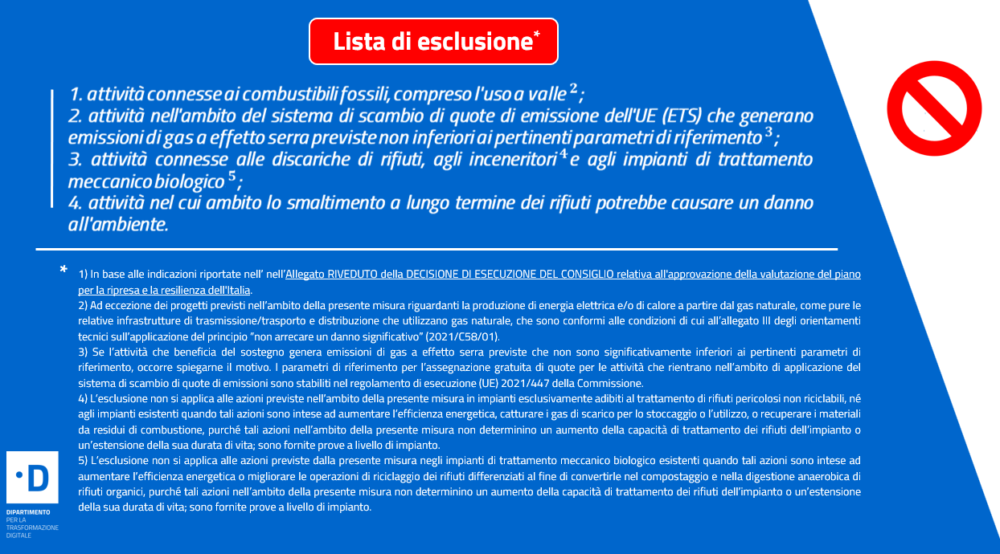 Lista di esclusione*
1. attività connesse ai combustibili fossili, compreso l'uso a valle ²;
2. attività nell'ambito del sistema di scambio di quote di emissione dell'UE (ETS) che generano
emissioni di gas a effetto serra previste non inferiori ai pertinenti parametri di riferimento ³;
3. attività connesse alle discariche di rifiuti, agli inceneritori ⁴ e agli impianti di trattamento
meccanico biologico ⁵;
4. attività nel cui ambito lo smaltimento a lungo termine dei rifiuti potrebbe causare un danno
all'ambiente.
* 1) In base alle indicazioni riportate nell' nell'Allegato RIVEDUTO della DECISIONE DI ESECUZIONE DEL CONSIGLIO relativa all'approvazione della valutazione del piano
per la ripresa e la resilienza dell'Italia.
2) Ad eccezione dei progetti previsti nell'ambito della presente misura riguardanti la produzione di energia elettrica e/o di calore a partire dal gas naturale, come pure le
relative infrastrutture di trasmissione/trasporto e distribuzione che utilizzano gas naturale, che sono conformi alle condizioni di cui all'allegato III degli orientamenti
tecnici sull'applicazione del principio "non arrecare un danno significativo" (2021/C58/01).
3) Se l'attività che beneficia del sostegno genera emissioni di gas a effetto serra previste che non sono significativamente inferiori ai pertinenti parametri di
riferimento, occorre spiegarne il motivo. I parametri di riferimento per l'assegnazione gratuita di quote per le attività che rientrano nell'ambito di applicazione del
sistema di scambio di quote di emissioni sono stabiliti nel regolamento di esecuzione (UE) 2021/447 della Commissione.
4) L'esclusione non si applica alle azioni previste nell'ambito della presente misura in impianti esclusivamente adibiti al trattamento di rifiuti pericolosi non riciclabili, né
agli impianti esistenti quando tali azioni sono intese ad aumentare l'efficienza energetica, catturare i gas di scarico per lo stoccaggio o l'utilizzo, o recuperare i materiali
da residui di combustione, purché tali azioni nell'ambito della presente misura non determinino un aumento della capacità di trattamento dei rifiuti dell'impianto o
un'estensione della sua durata di vita; sono fornite prove a livello di impianto.
5) L'esclusione non si applica alle azioni previste dalla presente misura negli impianti di trattamento meccanico biologico esistenti quando tali azioni sono intese ad
aumentare l'efficienza energetica o migliorare le operazioni di riciclaggio dei rifiuti differenziati al fine di convertirle nel compostaggio e nella digestione anaerobica di
rifiuti organici, purché tali azioni nell'ambito della presente misura non determinino un aumento della capacità di trattamento dei rifiuti dell'impianto o un'estensione
della sua durata di vita; sono fornite prove a livello di impianto.
D
DIPARTIMENTO
PER LA
TRASFORMAZIONE
DIGITALE